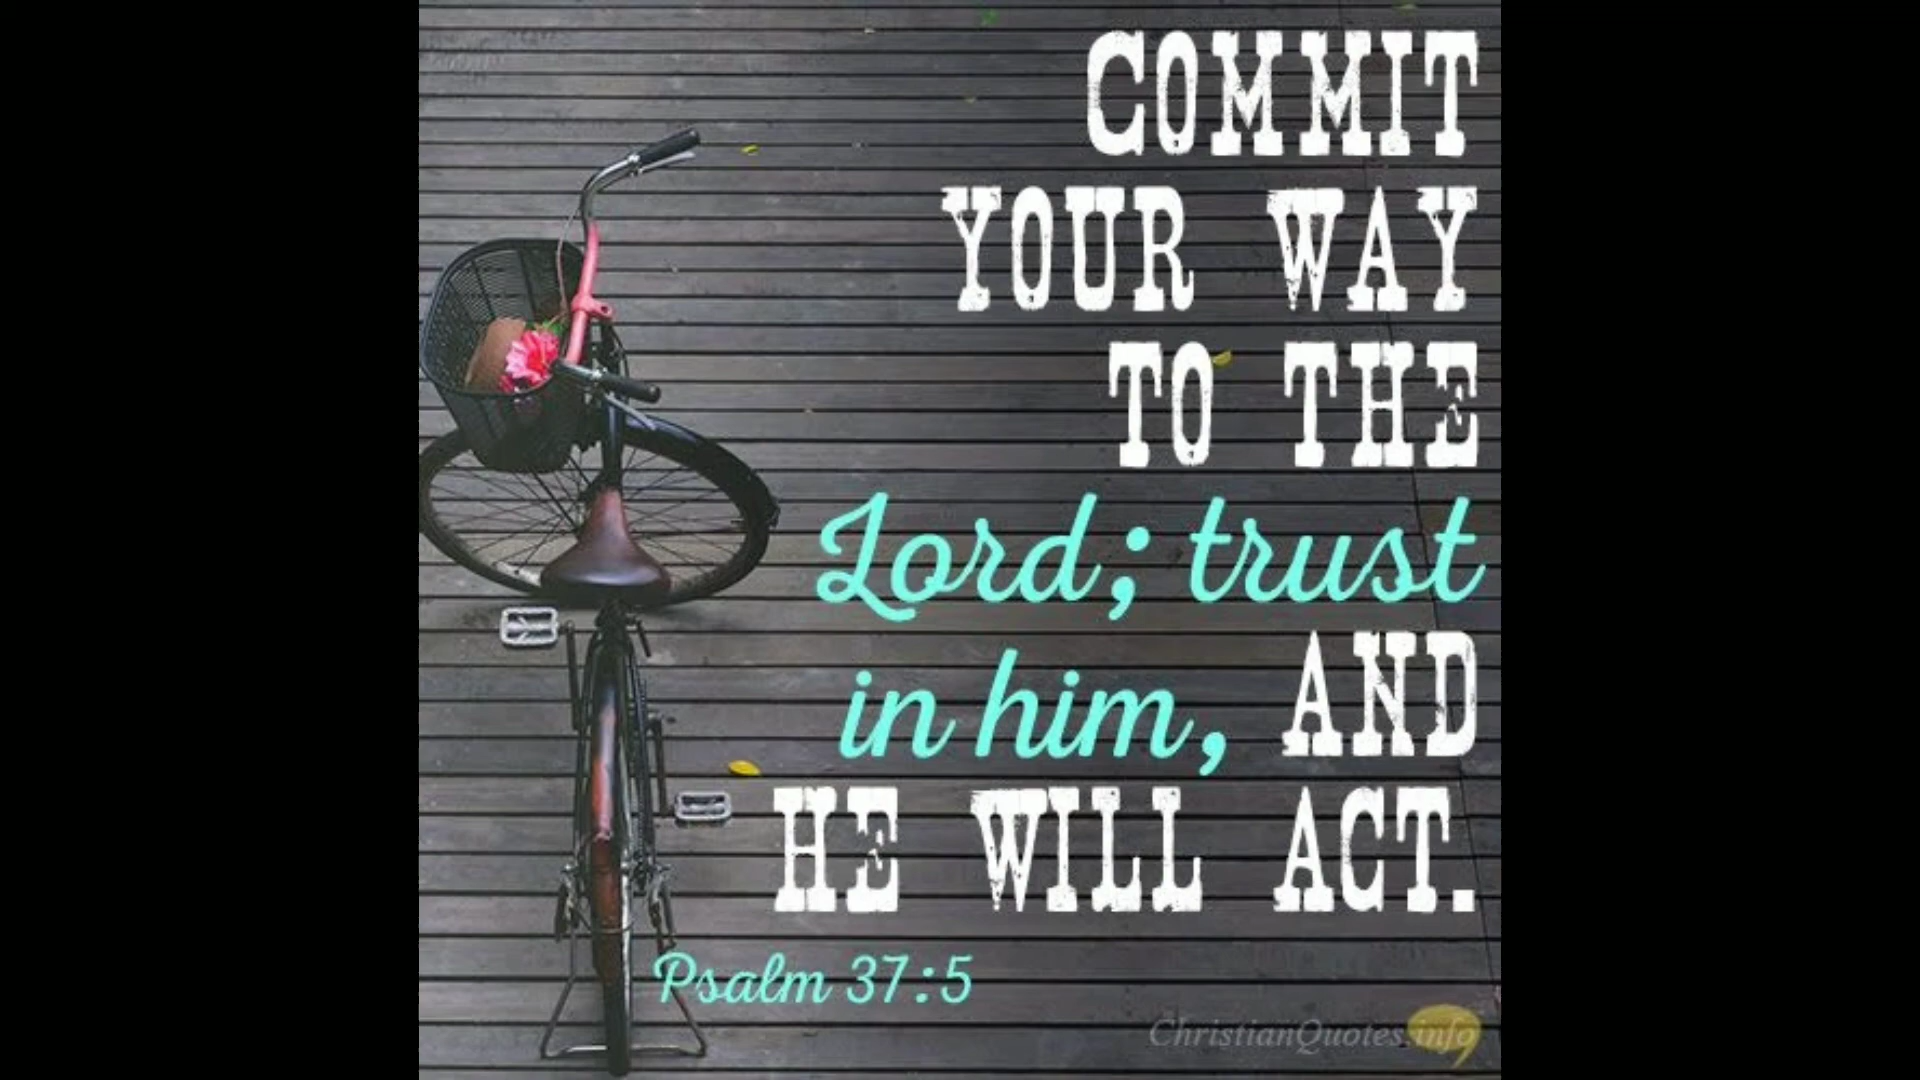 COMMIT
YOUR WAY
TO THE
Lord; trust
in him, AND
HE WILL ACT.
Psalm 37:5
ChristianQuotes.info